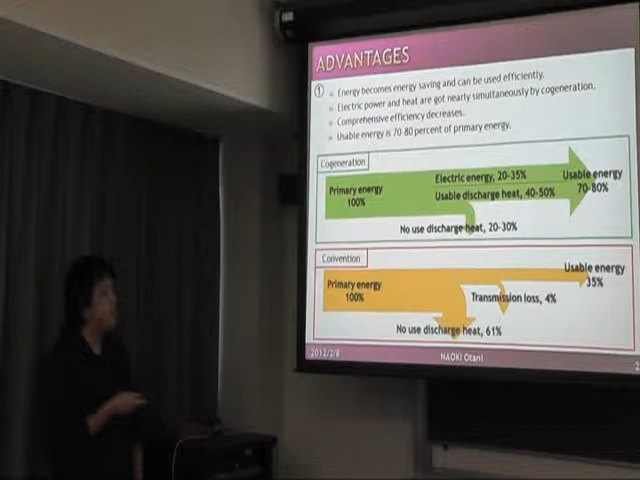 ADVANTAGES
① Energy becomes energy saving and can be used efficiently.
Electric power and heat are got nearly simultaneously by cogeneration.
Comprehensive efficiency decreases.
Usable energy is 70-80 percent of primary energy.
Cogeneration
Primary energy
100%
Electric energy, 20-35%
Usable discharge heat, 40-50%
Usable energy
70-80%
No use discharge heat, 20-30%
Convention
Primary energy
100%
Usable energy
35%
Transmission loss, 4%
No use discharge heat, 61%
2012/2/8
NAOKI Otani
2